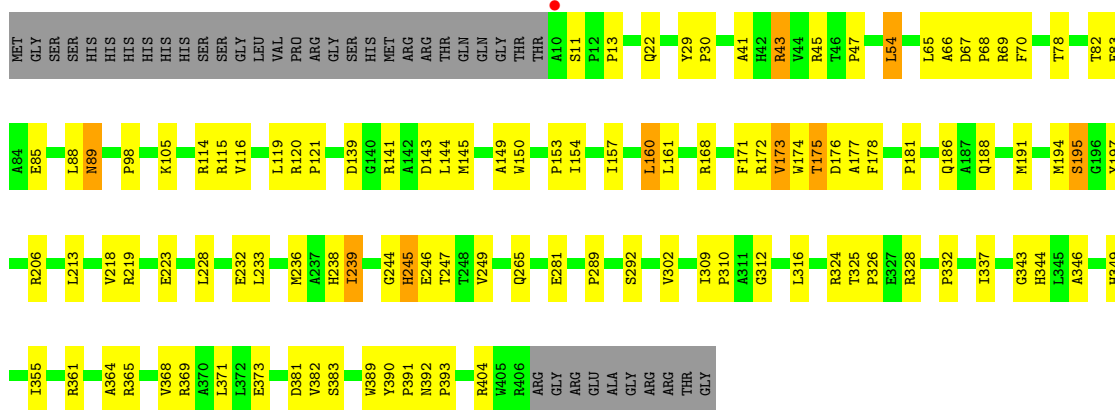 MET GLY SER SER HIS HIS HIS HIS HIS HIS SER SER GLY LEU VAL PRO ARG GLY SER HIS MET ARG ARG THR GLN GLN GLY THR THR A10 S11 P12 P13 Q22 Y29 P30 A41 H42 R43 V44 R45 T46 P47 L54 L65 A66 D67 P68 R69 F70 T78 T82
A84 E85 L88 N89 P98 K105 R114 R115 V116 L119 R120 P121 D139 G140 R141 A142 D143 L144 M145 A149 W150 P153 I154 I157 L160 L161 R168 F171 R172 V173 W174 T175 D176 A177 F178 P181 Q186 A187 Q188 M191 M194 S195 G196
R206 L213 V218 R219 E223 L228 E232 L233 M236 A237 H238 I239 G244 H245 E246 T247 T248 V249 Q265 E281 P289 S292 V302 I309 P310 A311 G312 L316 R324 T325 P326 E327 R328 P332 I337 G343 H344 L345 A346
I355 R361 A364 R365 V368 R369 A370 L371 L372 E373 D381 V382 S383 W389 Y390 P391 N392 P393 R404 W405 R406 ARG GLY ARG GLU ALA GLY ARG ARG THR GLY